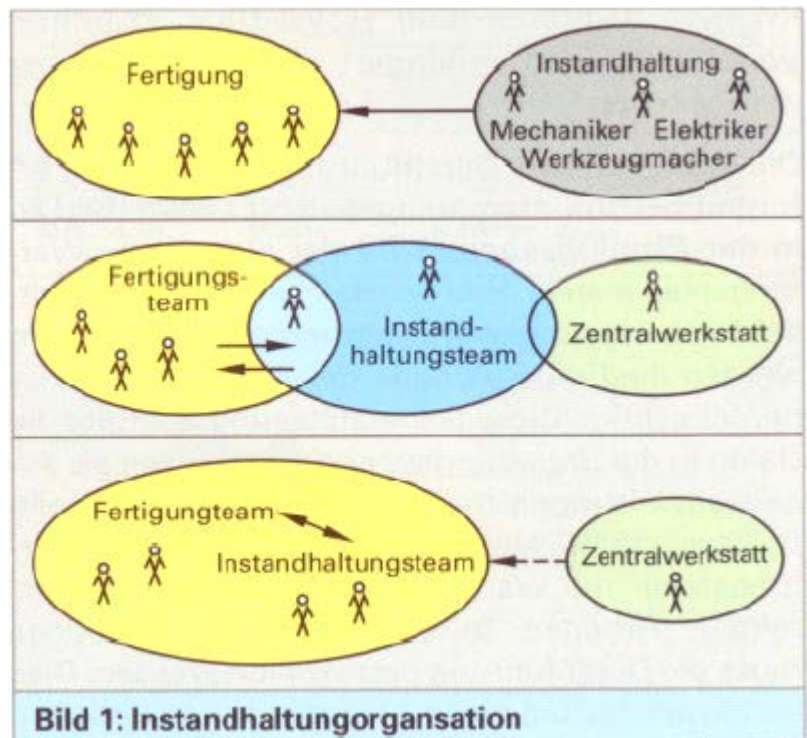 Fertigung
Instandhaltung
Mechaniker Elektriker
Werkzeugmacher
Fertigungs-
team
Instand-
haltungsteam
Zentralwerkstatt
Fertigungteam
Instandhaltungsteam
Zentralwerkstatt
Bild 1: Instandhaltungorgansation